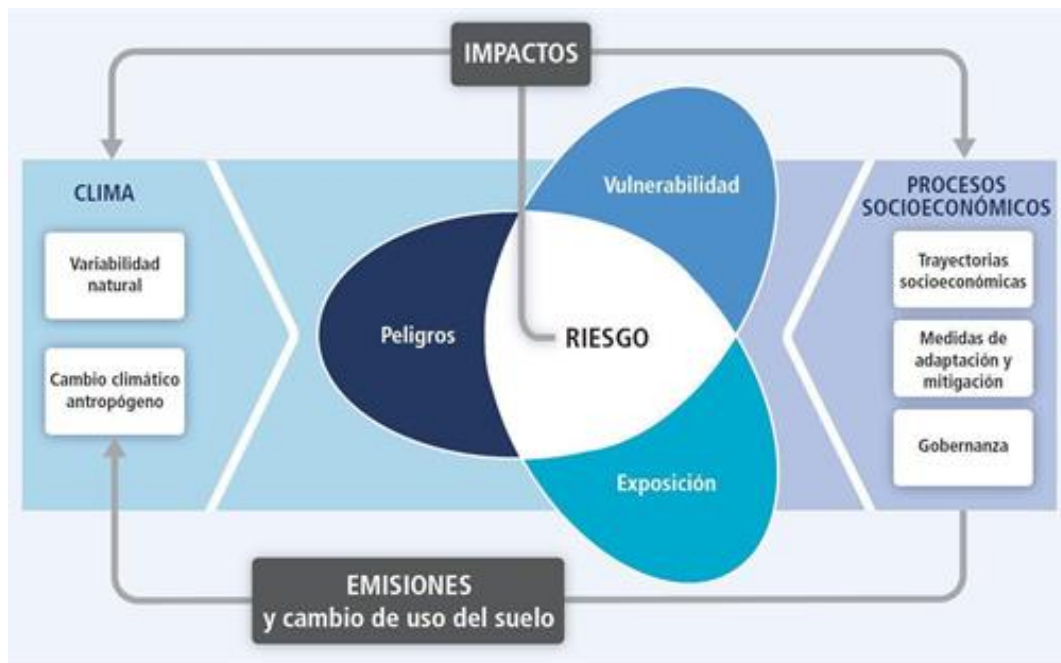 IMPACTOS
CLIMA
Variabilidad
natural
Cambio climático
antropógeno
Peligros
Vulnerabilidad
RIESGO
Exposición
PROCESOS
SOCIOECONÓMICOS
Trayectorias
socioeconómicas
Medidas de
adaptación y
mitigación
Gobernanza
EMISIONES
y cambio de uso del suelo